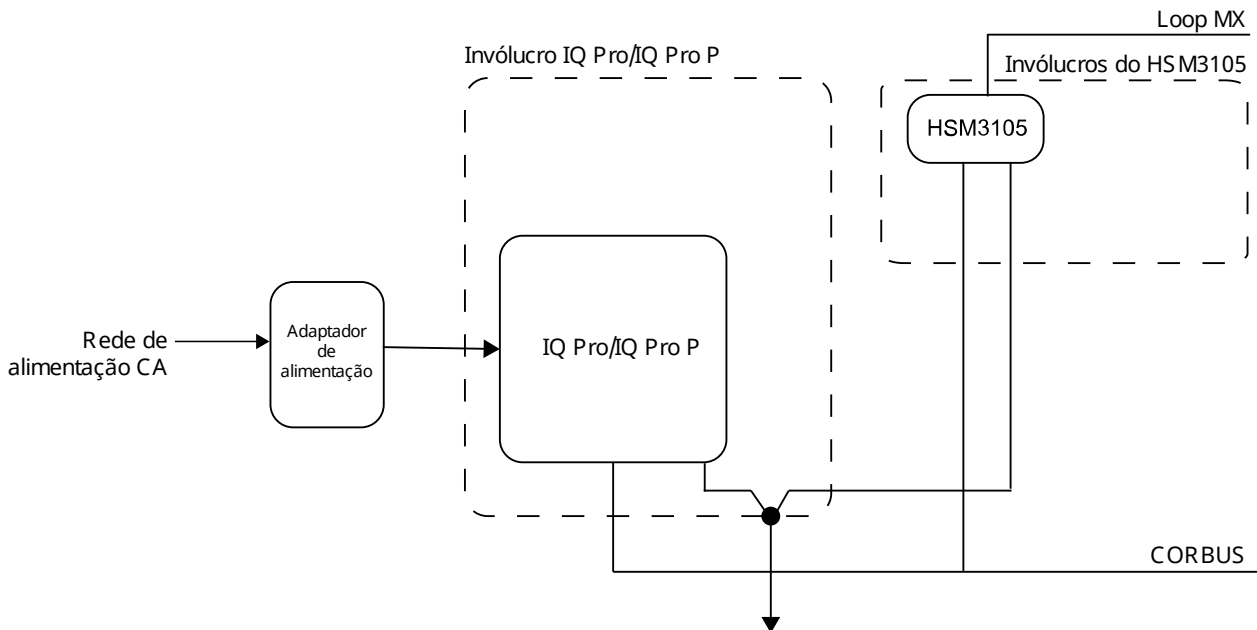 Loop MX
Invólucro IQ Pro/IQ Pro P
Invólucros do HSM3105
HSM3105
Rede de
alimentação CA
Adaptador
de
alimentação
IQ Pro/IQ Pro P
CORBUS